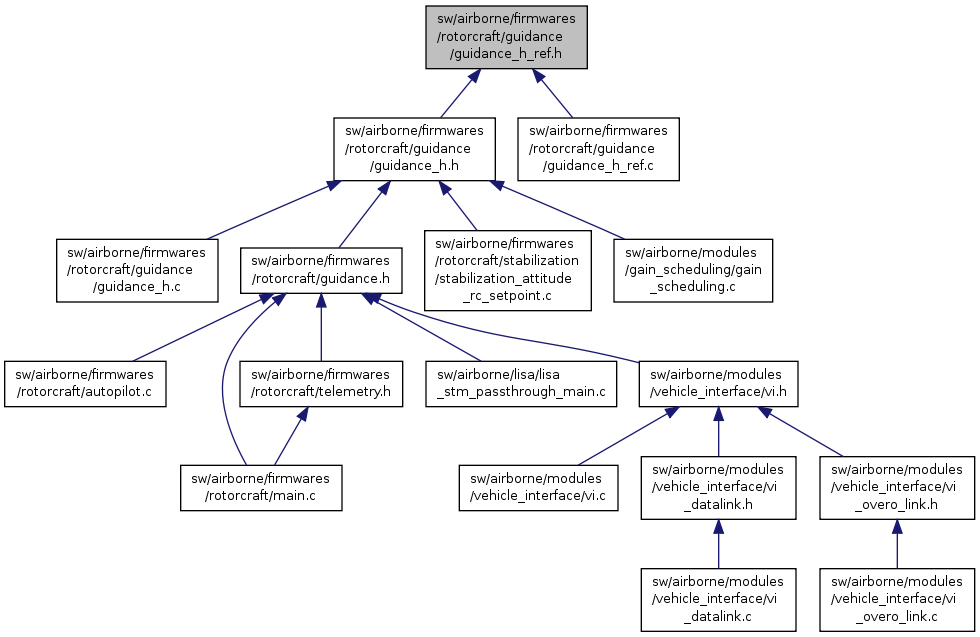 sw/airborne/firmwares
/rotorcraft/guidance
/guidance_h_ref.h
sw/airborne/firmwares
/rotorcraft/guidance
/guidance_h.h
sw/airborne/firmwares
/rotorcraft/guidance
/guidance_h_ref.c
sw/airborne/firmwares
/rotorcraft/guidance
/guidance_h.c
sw/airborne/firmwares
/rotorcraft/guidance.h
sw/airborne/firmwares
/rotorcraft/stabilization
/stabilization_attitude
_rc_setpoint.c
sw/airborne/modules
/gain_scheduling/gain
_scheduling.c
sw/airborne/firmwares
/rotorcraft/autopilot.c
sw/airborne/firmwares
/rotorcraft/telemetry.h
sw/airborne/lisa/lisa
_stm_passthrough_main.c
sw/airborne/modules
/vehicle_interface/vi.h
sw/airborne/firmwares
/rotorcraft/main.c
sw/airborne/modules
/vehicle_interface/vi.c
sw/airborne/modules
/vehicle_interface/vi
_datalink.h
sw/airborne/modules
/vehicle_interface/vi
_overo_link.h
sw/airborne/modules
/vehicle_interface/vi
_datalink.c
sw/airborne/modules
/vehicle_interface/vi
_overo_link.c